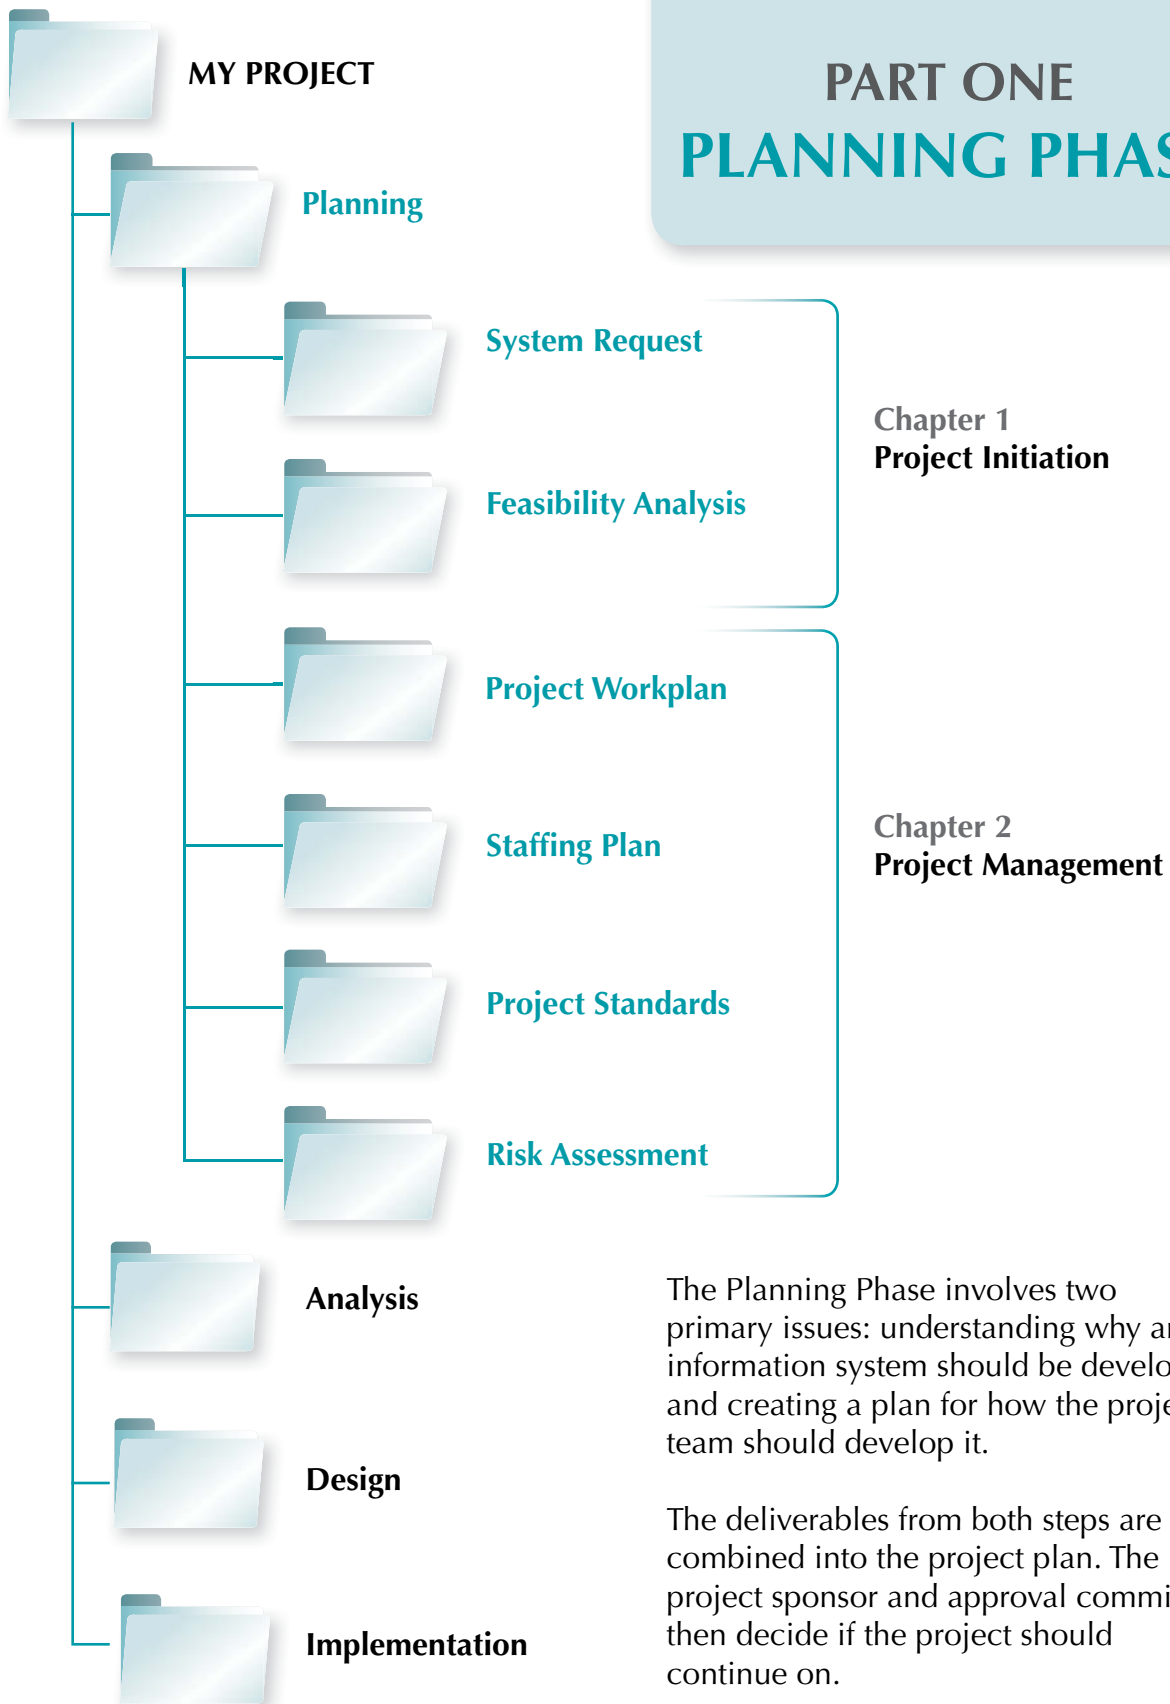 MY PROJECT
PART ONE
PLANNING PHAS
Planning
System Request
Feasibility Analysis
Chapter 1
Project Initiation
Project Workplan
Staffing Plan
Project Standards
Risk Assessment
Chapter 2
Project Management
Analysis
Design
Implementation
The Planning Phase involves two
primary issues: understanding why
information system should be develo
and creating a plan for how the proje
team should develop it.
The deliverables from both steps are
combined into the project plan. The
project sponsor and approval commi
then decide if the project should
continue on.